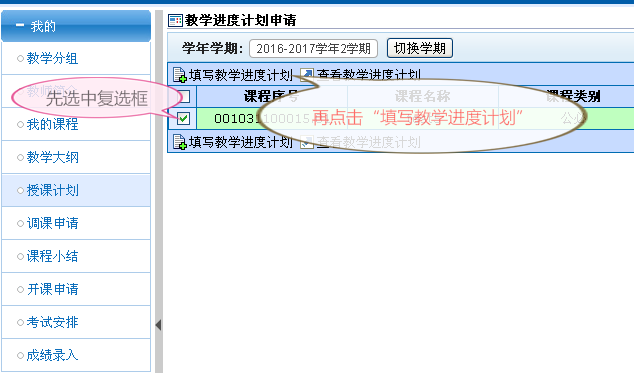 我的
教学分组
我的课程
教学大纲
授课计划
调课申请
课程小结
开课申请
考试安排
成绩录入
教学进度计划申请
学年学期: 2016-2017学年2学期 切换学期
填写教学进度计划 查看教学进度计划
课程序号 课程名称 课程类别
先选中复选框
再点击“填写教学进度计划”
填写教学进度计划 查看教学进度计划